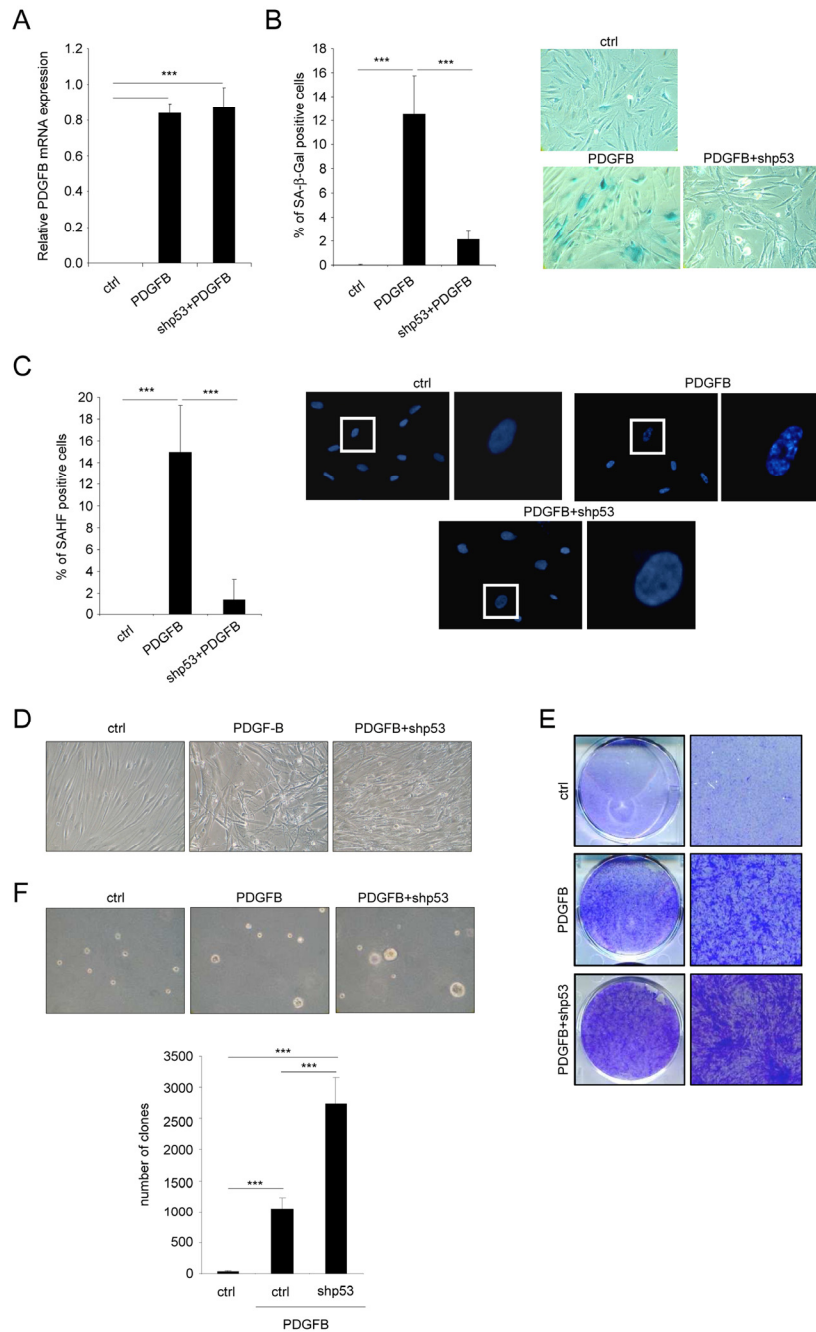 A
Relative PDGFB mRNA expression
1.2
1.0
0.8
0.6
0.4
0.2
0.0
***
ctrl
PDGFB
shp53+PDGFB
B
% of SA-β-Gal positive cells
18
16
14
12
10
8
6
4
2
0
***
***
ctrl
PDGFB
shp53+PDGFB
ctrl
PDGFB
PDGFB+shp53
C
% of SAHF positive cells
20
18
16
14
12
10
8
6
4
2
0
***
***
ctrl
PDGFB
shp53+PDGFB
ctrl
PDGFB
PDGFB+shp53
D
ctrl
PDGF-B
PDGFB+shp53
E
ctrl
PDGFB
PDGFB+shp53
F
ctrl
PDGFB
PDGFB+shp53
number of clones
3500
3000
2500
2000
1500
1000
500
0
***
***
***
ctrl
ctrl
shp53
PDGFB